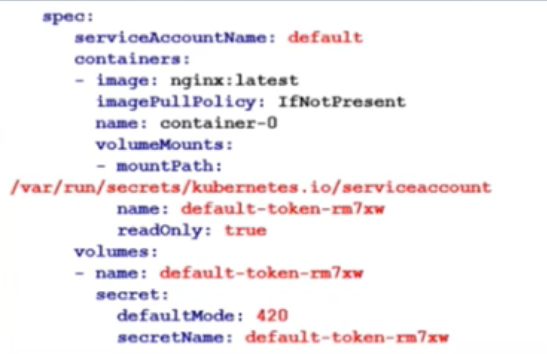 spec:
serviceAccountName: default
containers:
- image: nginx:latest
imagePullPolicy: IfNotPresent
name: container-0
volumeMounts:
- mountPath:
/var/run/secrets/kubernetes.io/serviceaccount
name: default-token-rm7xw
readOnly: true
volumes:
- name: default-token-rm7xw
secret:
defaultMode: 420
secretName: default-token-rm7xw